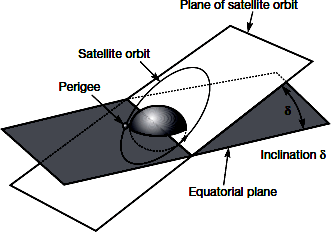 Plane of satellite orbit
Satellite orbit
Perigee
δ
Inclination δ
Equatorial plane